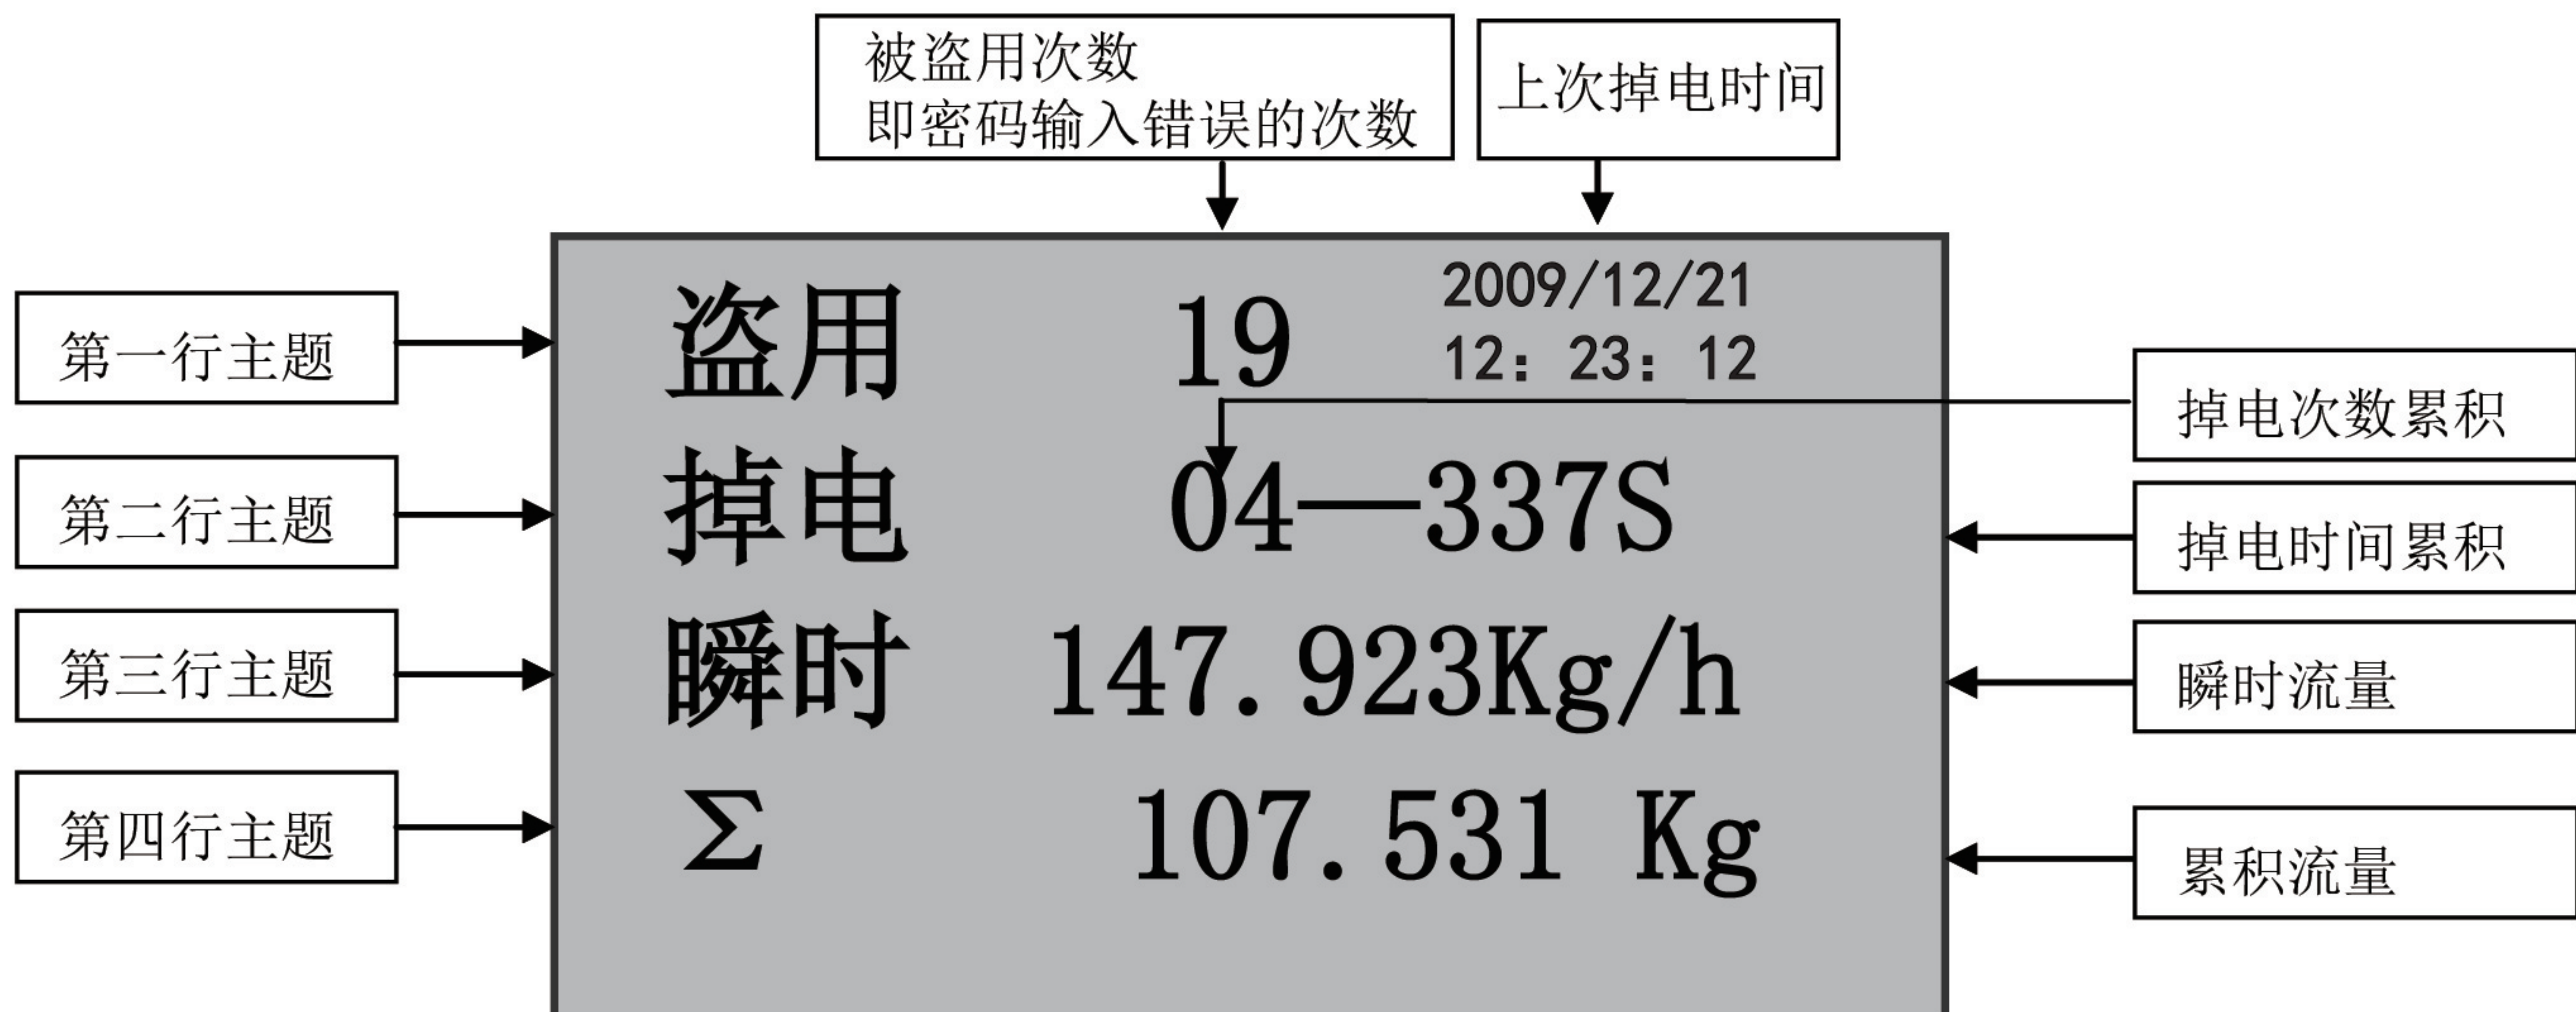 被盗用次数
即密码输入错误的次数
上次掉电时间
第一行主题
盗用 19
2009/12/21
12：23：12
掉电次数累积
第二行主题
掉电 04—337S
掉电时间累积
第三行主题
瞬时 147.923Kg/h
瞬时流量
第四行主题
Σ 107.531 Kg
累积流量